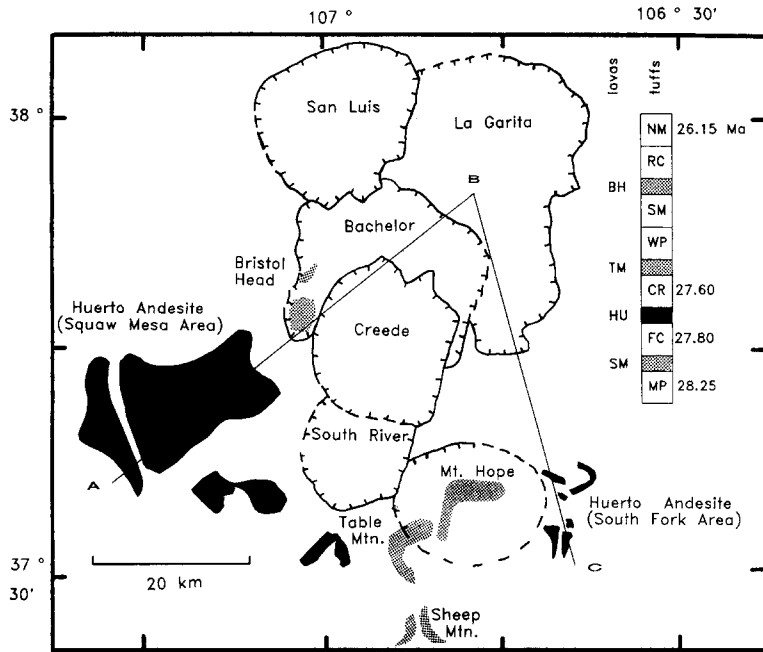 107 °
106 ° 30'
38 °
San Luis
La Garita
lavas
tuffs
NM 26.15 Ma
RC
BH
SM
WP
TM
CR 27.60
HU
FC 27.80
SM
MP 28.25
B
Bachelor
Bristol
Head
Huerto Andesite
(Squaw Mesa Area)
Creede
South River
Mt. Hope
A
Table
Mtn.
Huerto Andesite
(South Fork Area)
C
20 km
37 °
30'
Sheep
Mtn.